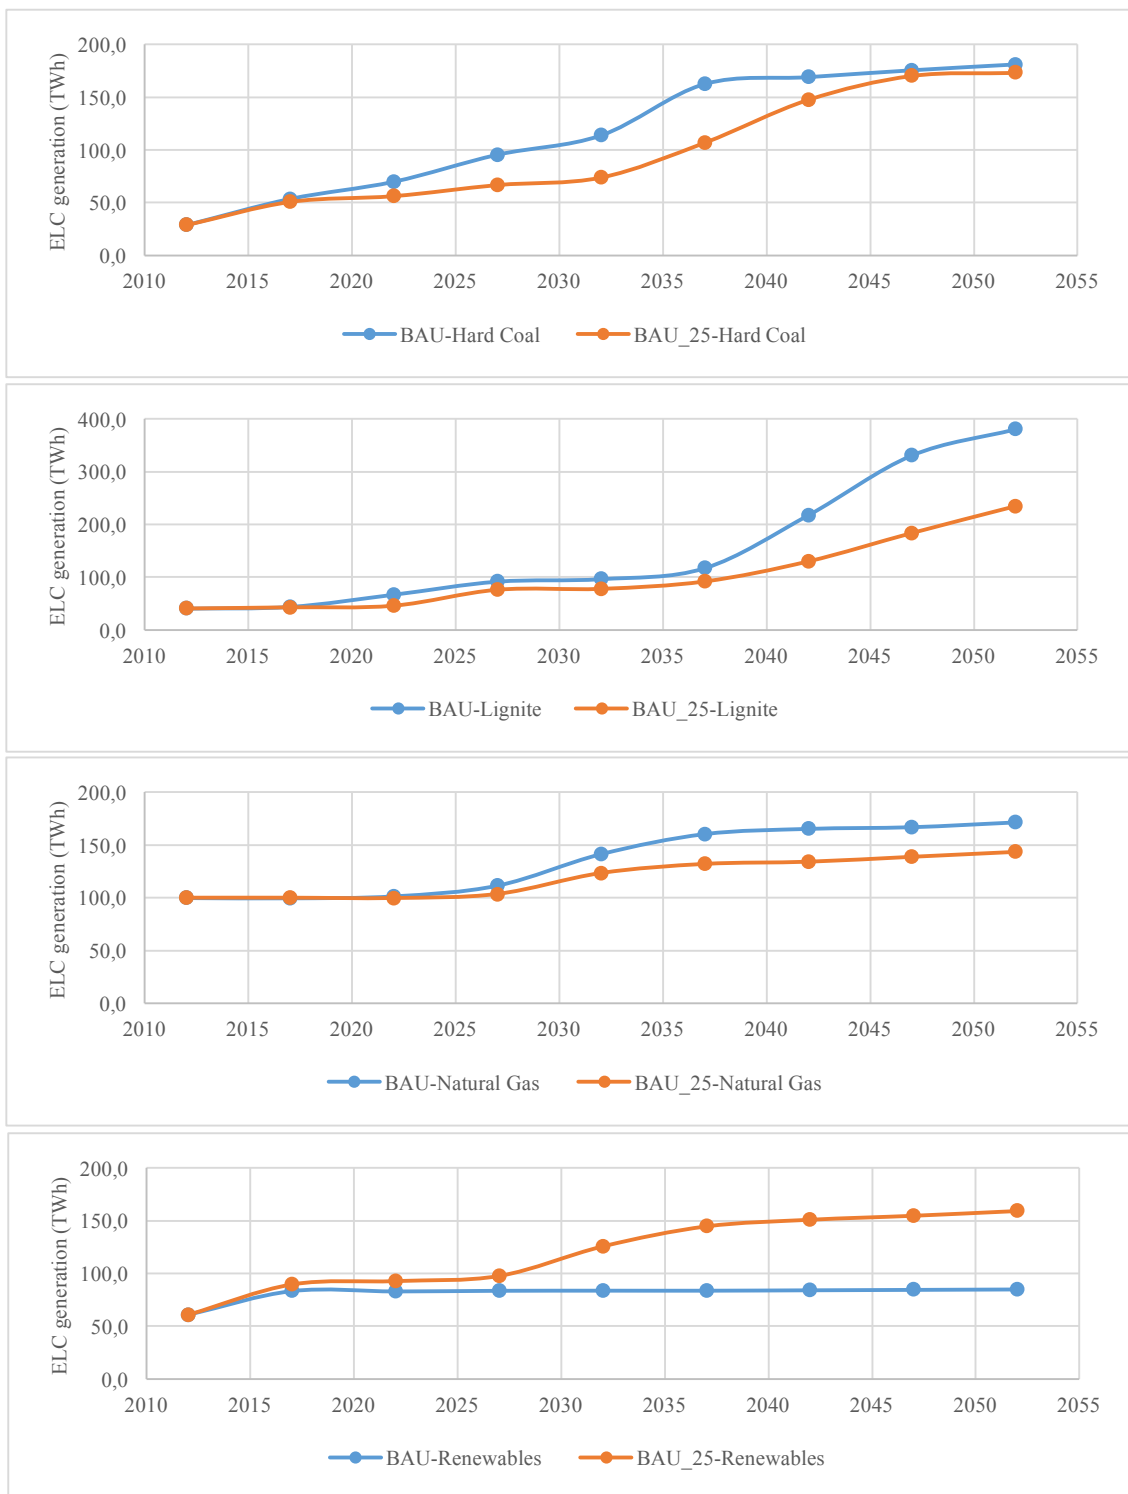 ELC generation (TWh)
200,0
150,0
100,0
50,0
0,0
2010 2015 2020 2025 2030 2035 2040 2045 2050 2055
BAU-Hard Coal BAU_25-Hard Coal
ELC generation (TWh)
400,0
300,0
200,0
100,0
0,0
2010 2015 2020 2025 2030 2035 2040 2045 2050 2055
BAU-Lignite BAU_25-Lignite
ELC generation (TWh)
200,0
150,0
100,0
50,0
0,0
2010 2015 2020 2025 2030 2035 2040 2045 2050 2055
BAU-Natural Gas BAU_25-Natural Gas
ELC generation (TWh)
200,0
150,0
100,0
50,0
0,0
2010 2015 2020 2025 2030 2035 2040 2045 2050 2055
BAU-Renewables BAU_25-Renewables